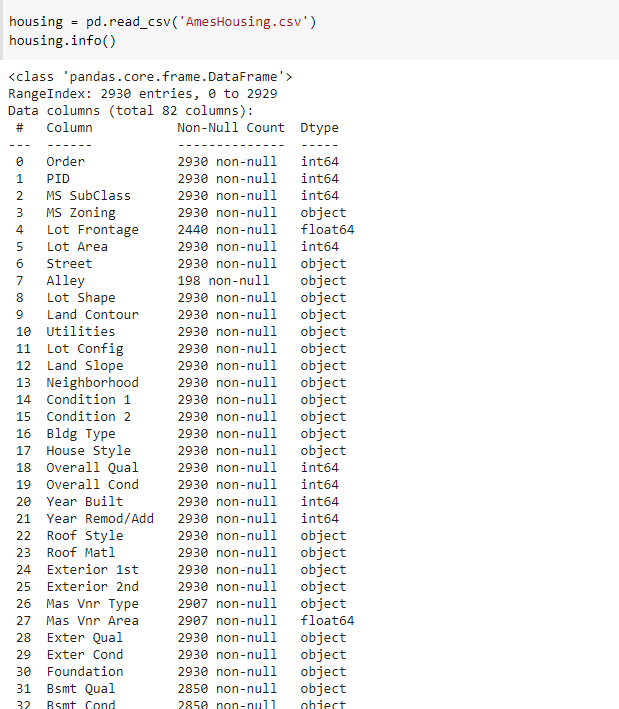 housing = pd.read_csv('AmesHousing.csv')
housing.info()
<class 'pandas.core.frame.DataFrame'>
RangeIndex: 2930 entries, 0 to 2929
Data columns (total 82 columns):
 #   Column           Non-Null Count  Dtype
---  ------           --------------  -----
 0   Order            2930 non-null   int64
 1   PID              2930 non-null   int64
 2   MS SubClass      2930 non-null   int64
 3   MS Zoning        2930 non-null   object
 4   Lot Frontage     2440 non-null   float64
 5   Lot Area         2930 non-null   int64
 6   Street           2930 non-null   object
 7   Alley            198 non-null    object
 8   Lot Shape        2930 non-null   object
 9   Land Contour     2930 non-null   object
 10  Utilities        2930 non-null   object
 11  Lot Config       2930 non-null   object
 12  Land Slope       2930 non-null   object
 13  Neighborhood     2930 non-null   object
 14  Condition 1      2930 non-null   object
 15  Condition 2      2930 non-null   object
 16  Bldg Type        2930 non-null   object
 17  House Style      2930 non-null   object
 18  Overall Qual     2930 non-null   int64
 19  Overall Cond     2930 non-null   int64
 20  Year Built       2930 non-null   int64
 21  Year Remod/Add   2930 non-null   int64
 22  Roof Style       2930 non-null   object
 23  Roof Matl        2930 non-null   object
 24  Exterior 1st     2930 non-null   object
 25  Exterior 2nd     2930 non-null   object
 26  Mas Vnr Type     2907 non-null   object
 27  Mas Vnr Area     2907 non-null   float64
 28  Exter Qual       2930 non-null   object
 29  Exter Cond       2930 non-null   object
 30  Foundation       2930 non-null   object
 31  Bsmt Qual        2850 non-null   object
 32  Bsmt Cond        2850 non-null   object